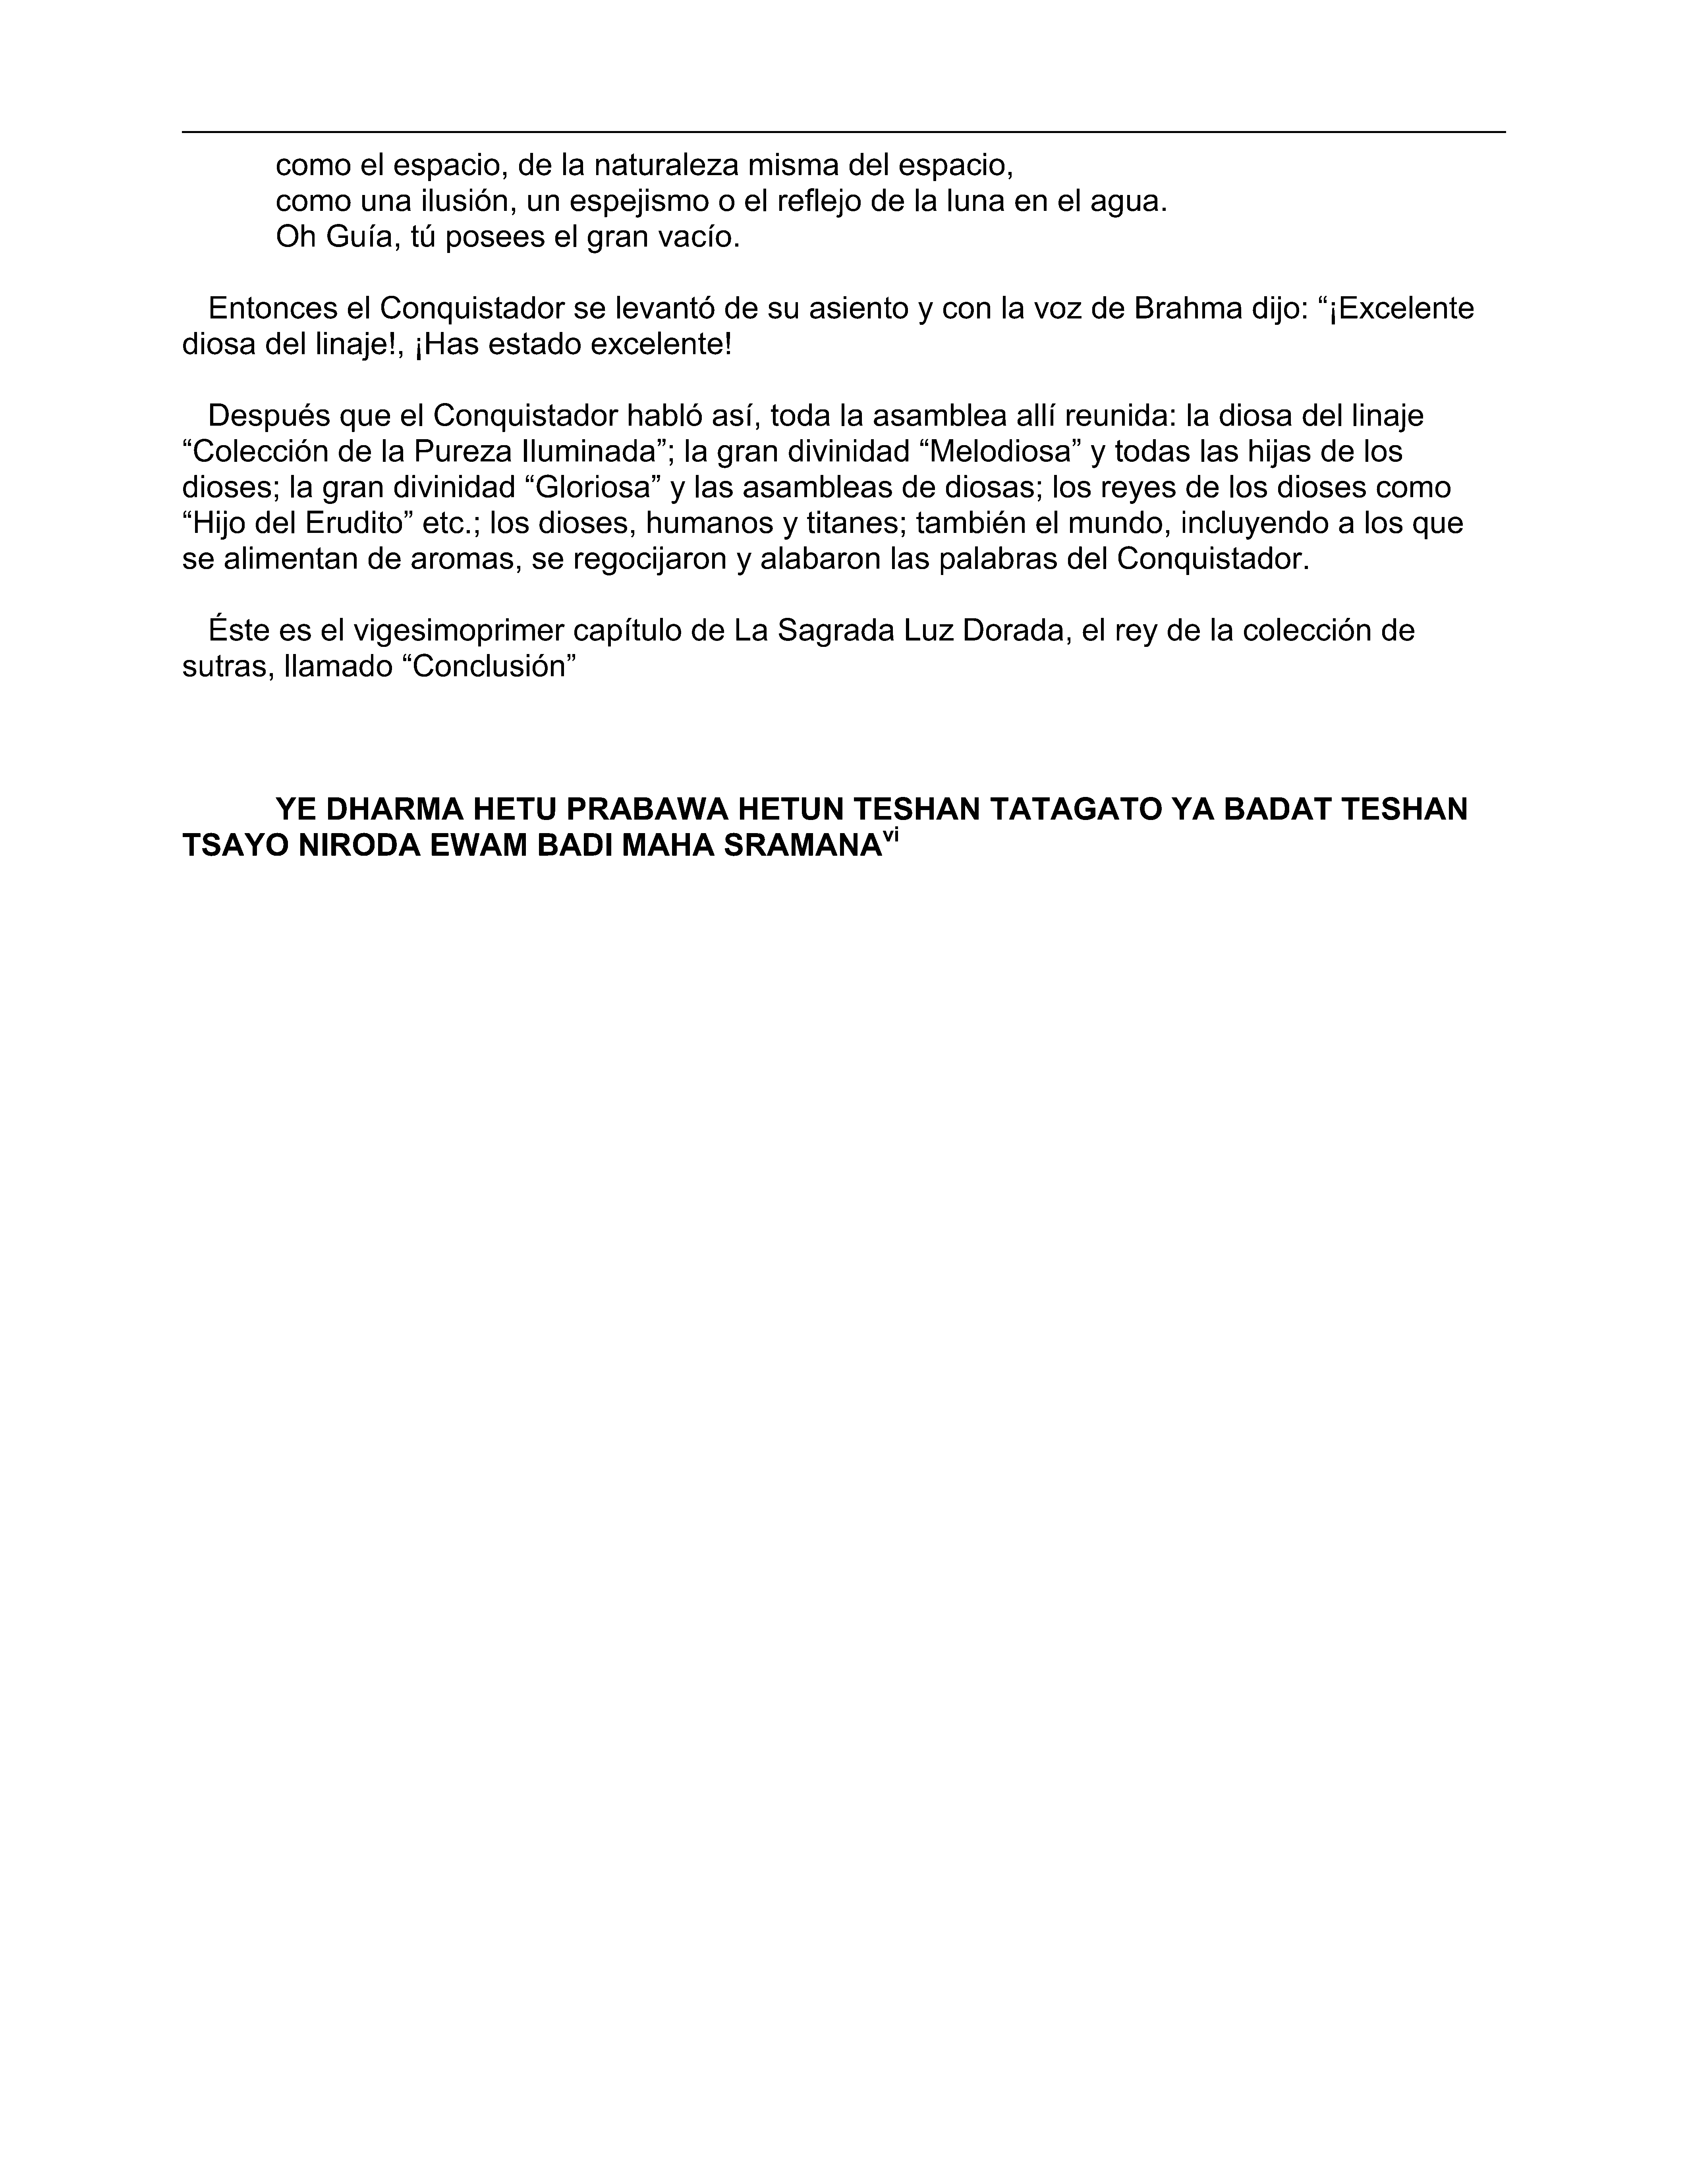 como el espacio, de la naturaleza misma del espacio,
como una ilusión, un espejismo o el reflejo de la luna en el agua.
Oh Guía, tú posees el gran vacío.
Entonces el Conquistador se levantó de su asiento y con la voz de Brahma dijo: “¡Excelente
diosa del linaje!, ¡Has estado excelente!
Después que el Conquistador habló así, toda la asamblea allí reunida: la diosa del linaje
“Colección de la Pureza Iluminada”; la gran divinidad “Melodiosa” y todas las hijas de los
dioses; la gran divinidad “Gloriosa” y las asambleas de diosas; los reyes de los dioses como
“Hijo del Erudito” etc.; los dioses, humanos y titanes; también el mundo, incluyendo a los que
se alimentan de aromas, se regocijaron y alabaron las palabras del Conquistador.
Éste es el vigesimoprimer capítulo de La Sagrada Luz Dorada, el rey de la colección de
sutras, llamado “Conclusión”
YE DHARMA HETU PRABAWA HETUN TESHAN TATAGATO YA BADAT TESHAN
TSAYO NIRODA EWAM BADI MAHA SRAMANAvi